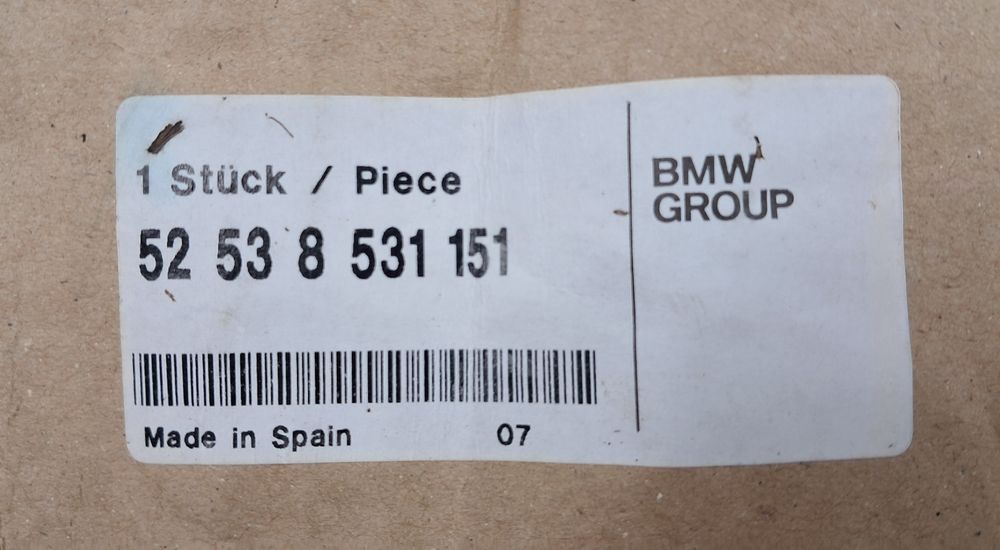 1 Stück / Piece
52 53 8 531 151
Made in Spain 07
BMW
GROUP